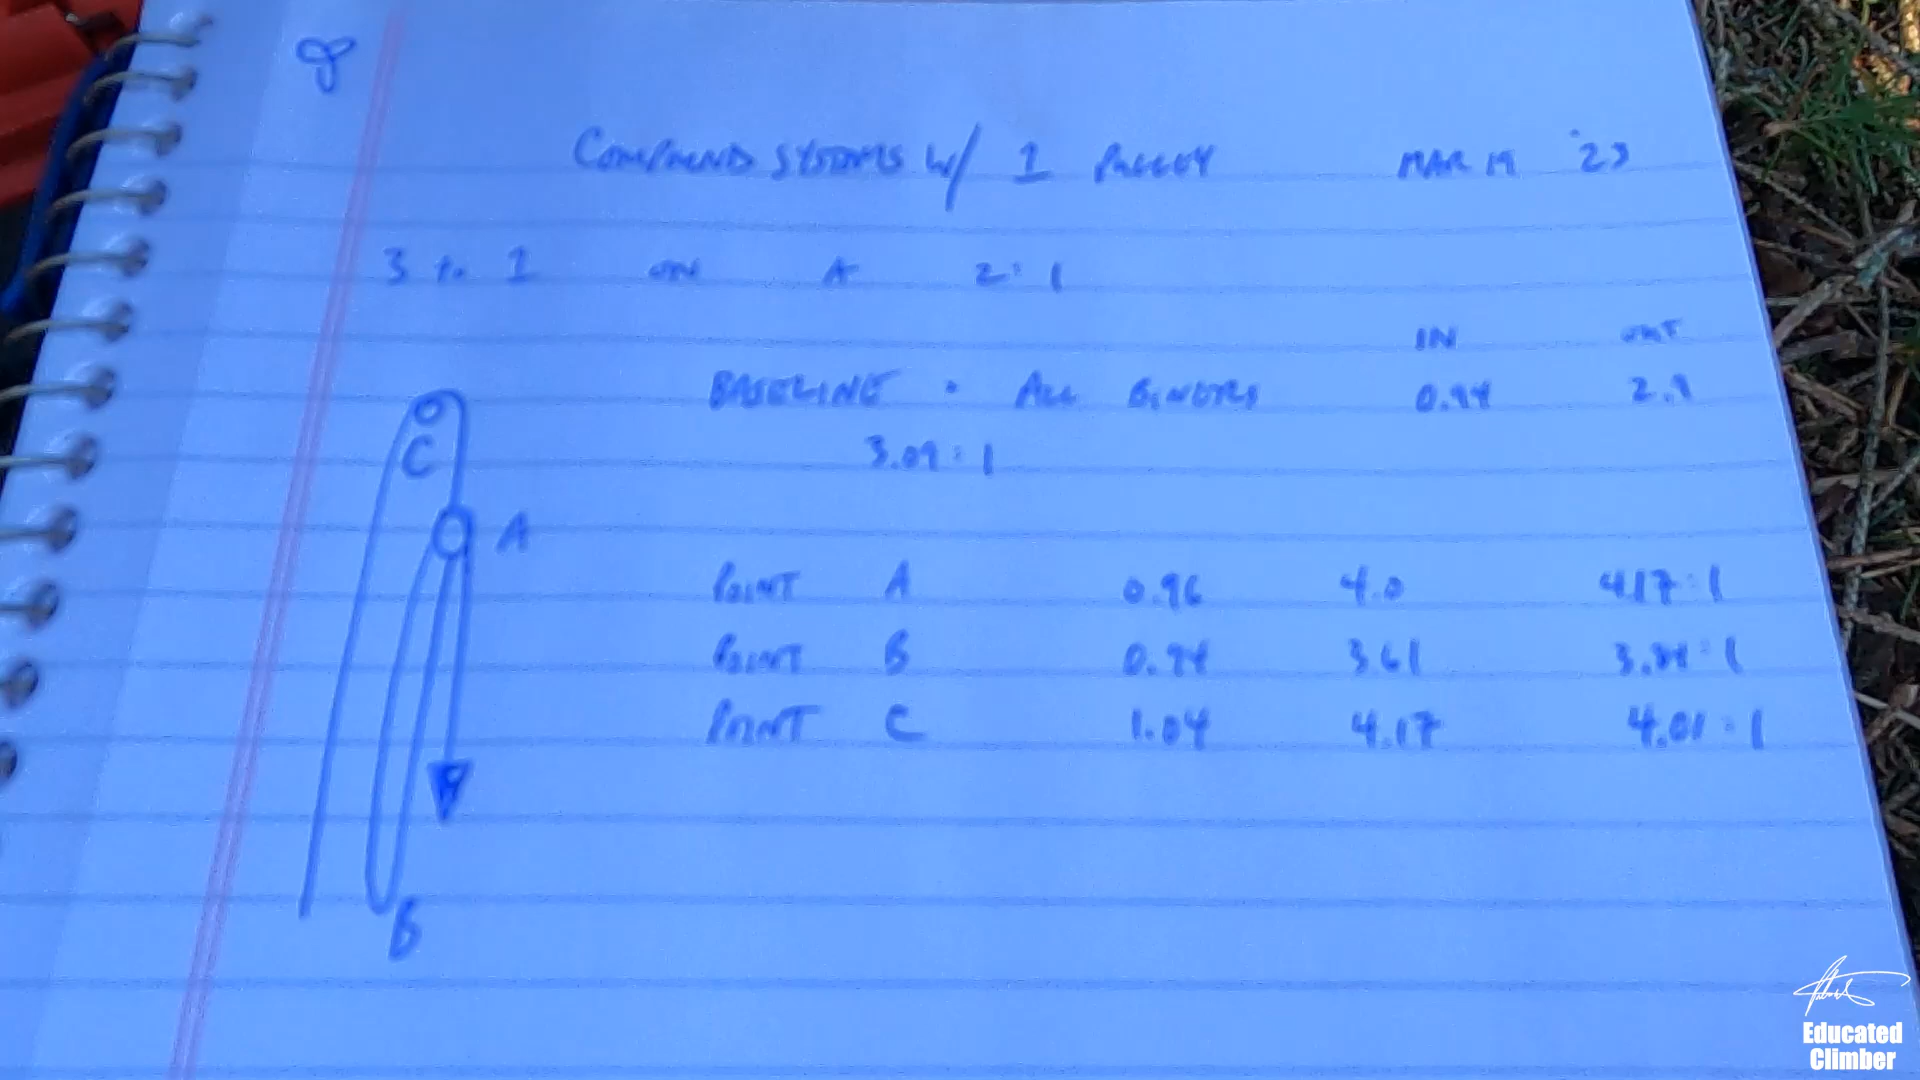 8
COMPOUND SYSTEMS W/ 1 PULLEY MAR 19 '23
3 to 1 ON A 2:1
IN OUT
BASELINE · ALL BINERS 0.94 2.9
3.09:1
C
A
POINT A 0.96 4.0 4.17:1
POINT B 0.94 3.61 3.84:1
POINT C 1.04 4.17 4.01:1
B
Educated
Climber